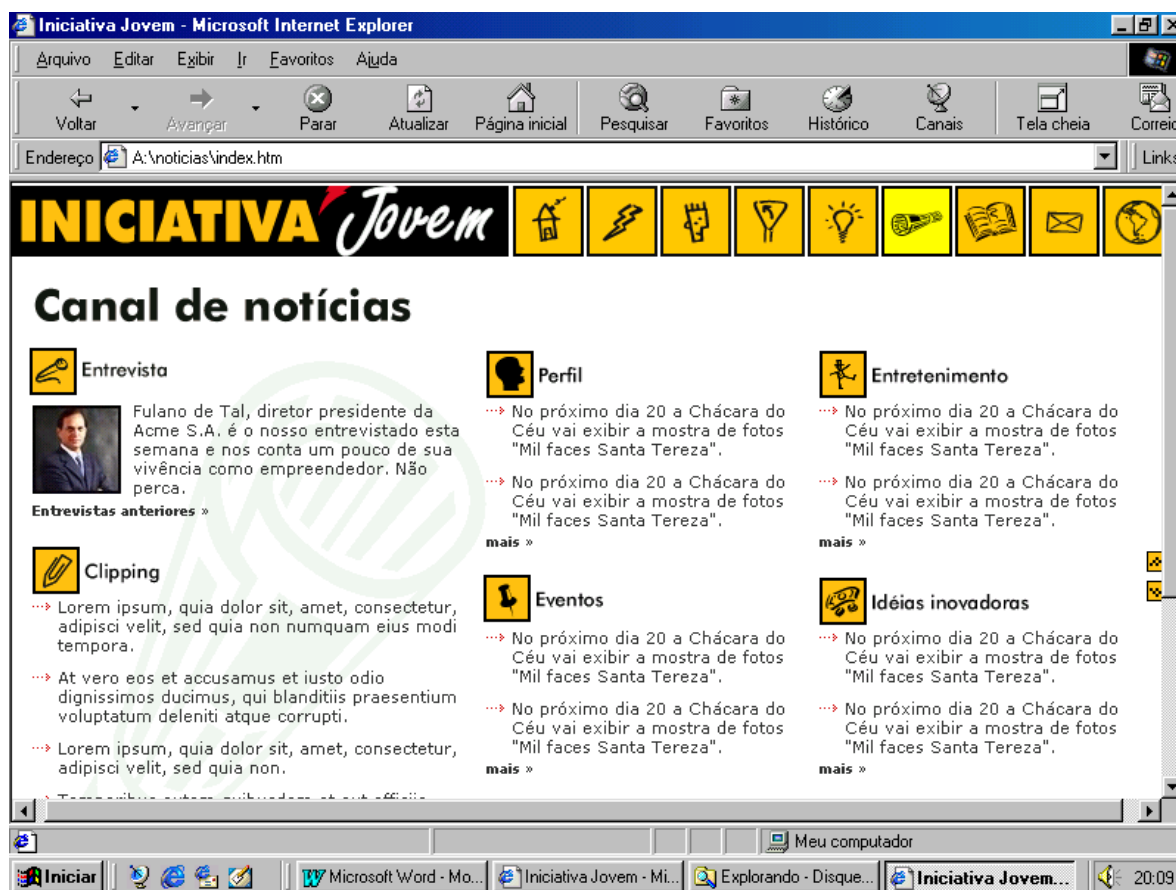 Iniciativa Jovem - Microsoft Internet Explorer
Arquivo Editar Exibir Ir Favoritos Ajuda
Voltar Avançar Parar Atualizar Página inicial Pesquisar Favoritos Histórico Canais Tela cheia Correio
Endereço A:\noticias\index.htm Links
INICIATIVA Jovem
Canal de notícias
Entrevista
Fulano de Tal, diretor presidente da
Acme S.A. é o nosso entrevistado esta
semana e nos conta um pouco de sua
vivência como empreendedor. Não
perca.
Entrevistas anteriores »
Clipping
Lorem ipsum, quia dolor sit, amet, consectetur,
adipisci velit, sed quia non numquam eius modi
tempora.
At vero eos et accusamus et iusto odio
dignissimos ducimus, qui blanditiis praesentium
voluptatum deleniti atque corrupti.
Lorem ipsum, quia dolor sit, amet, consectetur,
adipisci velit, sed quia non.
Perfil
No próximo dia 20 a Chácara do
Céu vai exibir a mostra de fotos
"Mil faces Santa Tereza".
No próximo dia 20 a Chácara do
Céu vai exibir a mostra de fotos
"Mil faces Santa Tereza".
mais »
Eventos
No próximo dia 20 a Chácara do
Céu vai exibir a mostra de fotos
"Mil faces Santa Tereza".
No próximo dia 20 a Chácara do
Céu vai exibir a mostra de fotos
"Mil faces Santa Tereza".
mais »
Entretenimento
No próximo dia 20 a Chácara do
Céu vai exibir a mostra de fotos
"Mil faces Santa Tereza".
No próximo dia 20 a Chácara do
Céu vai exibir a mostra de fotos
"Mil faces Santa Tereza".
mais »
Idéias inovadoras
No próximo dia 20 a Chácara do
Céu vai exibir a mostra de fotos
"Mil faces Santa Tereza".
No próximo dia 20 a Chácara do
Céu vai exibir a mostra de fotos
"Mil faces Santa Tereza".
mais »
Meu computador
Iniciar Microsoft Word - Mo... Iniciativa Jovem - Mi... Explorando - Disque... Iniciativa Jovem... 20:09